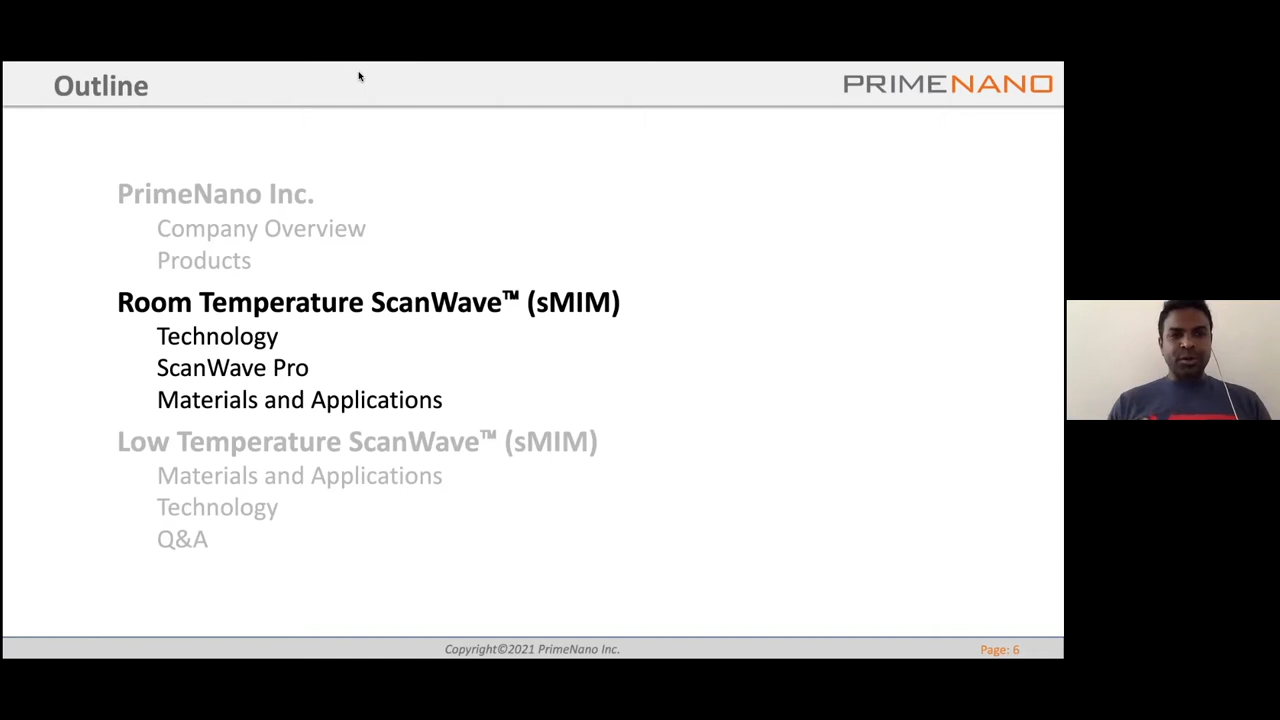 Outline
PRIMENANO
PrimeNano Inc.
Company Overview
Products
Room Temperature ScanWave™ (sMIM)
Technology
ScanWave Pro
Materials and Applications
Low Temperature ScanWave™ (sMIM)
Materials and Applications
Technology
Q&A
Copyright©2021 PrimeNano Inc.
Page: 6